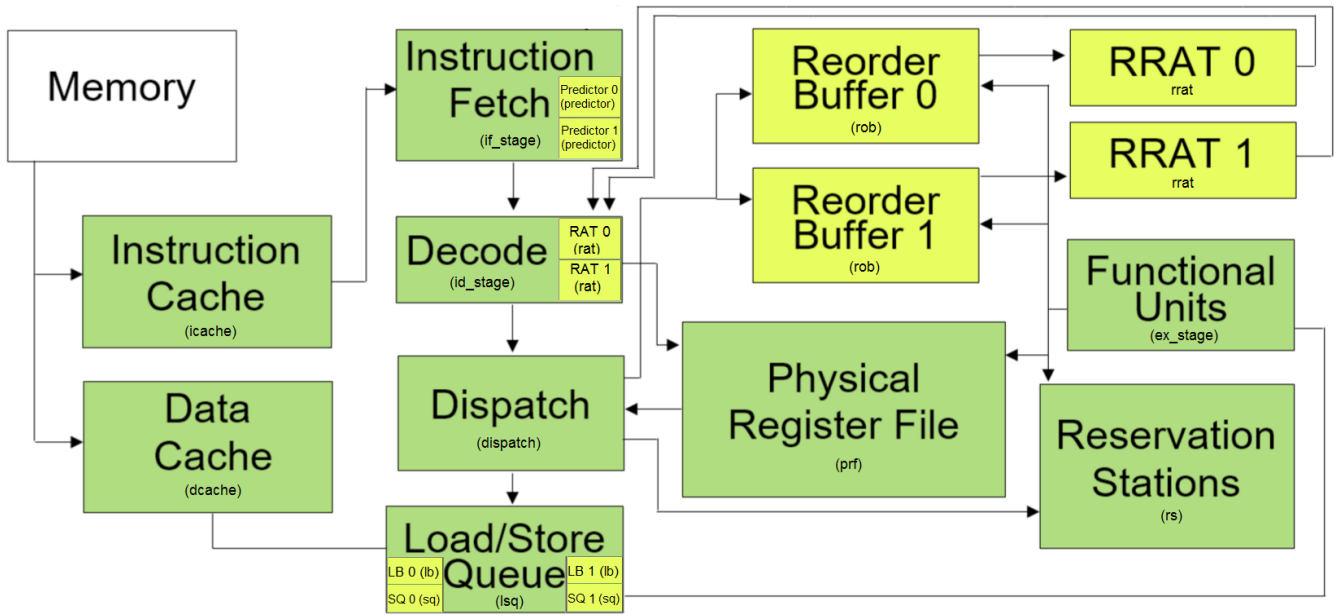 Memory
Instruction
Fetch
(if_stage)
Predictor 0
(predictor)
Predictor 1
(predictor)
Reorder
Buffer 0
(rob)
RRAT 0
rrat
RRAT 1
rrat
Reorder
Buffer 1
(rob)
Instruction
Cache
(icache)
Decode
(id_stage)
RAT 0
(rat)
RAT 1
(rat)
Functional
Units
(ex_stage)
Data
Cache
(dcache)
Dispatch
(dispatch)
Physical
Register File
(prf)
Reservation
Stations
(rs)
Load/Store
Queue
(lsq)
LB 0 (lb)
SQ 0 (sq)
LB 1 (lb)
SQ 1 (sq)